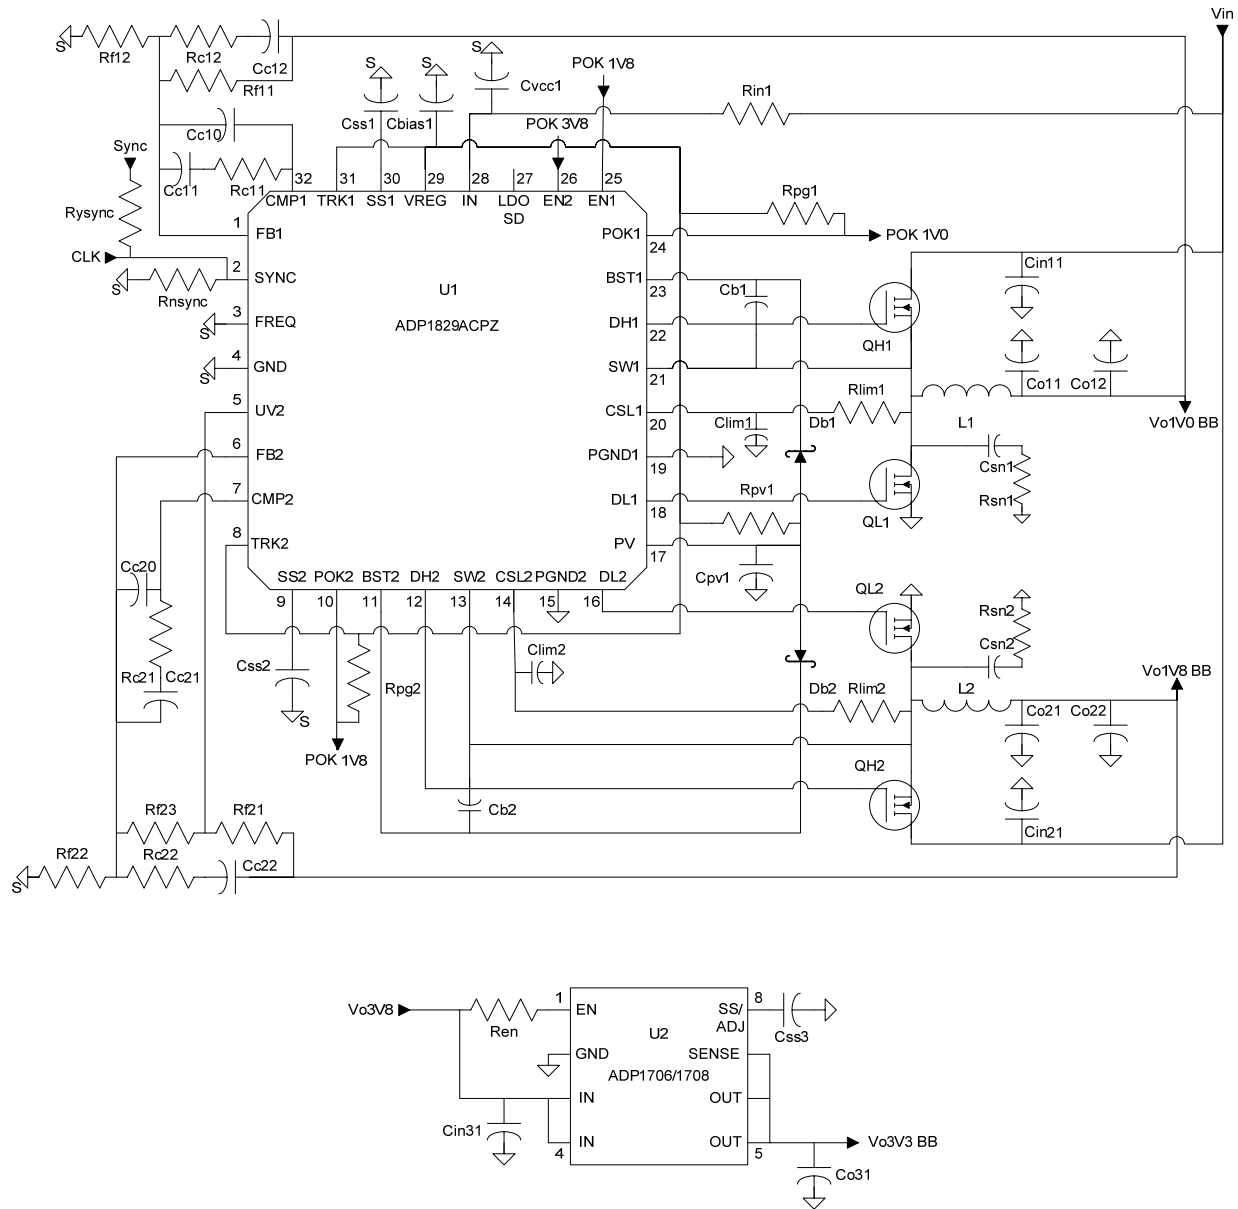 Vin
S
Rf12
Rc12
Cc12
Rf11
S
Cvcc1
POK 1V8
S
S
Css1
Cbias1
Rin1
POK 3V8
Cc10
Sync
Cc11
Rc11
32
31
30
29
28
27
26
25
CMP1
TRK1
SS1
VREG
IN
LDO
SD
EN2
EN1
Rysync
Rpg1
1
FB1
POK1
24
POK 1V0
CLK
2
SYNC
S
Rnsync
BST1
23
Cb1
Cin11
U1
ADP1829ACPZ
3
FREQ
S
DH1
22
QH1
4
GND
S
SW1
21
Co11
Co12
Rlim1
5
UV2
CSL1
20
Clim1
Db1
L1
Vo1V0 BB
6
FB2
PGND1
19
Csn1
Rpv1
Rsn1
7
CMP2
DL1
18
QL1
8
TRK2
PV
17
Cc20
Cpv1
SS2
POK2
BST2
DH2
SW2
CSL2
PGND2
DL2
9
10
11
12
13
14
15
16
QL2
Rsn2
Csn2
Css2
Clim2
Rc21
Cc21
Rpg2
Db2
Rlim2
L2
Vo1V8 BB
S
Co21
Co22
POK 1V8
QH2
Rf23
Rf21
Cb2
Cin21
Rf22
Rc22
Cc22
S
Vo3V8
Ren
1
EN
SS/
ADJ
8
Css3
U2
GND
SENSE
ADP1706/1708
IN
OUT
Cin31
IN
4
OUT
5
Vo3V3 BB
Co31